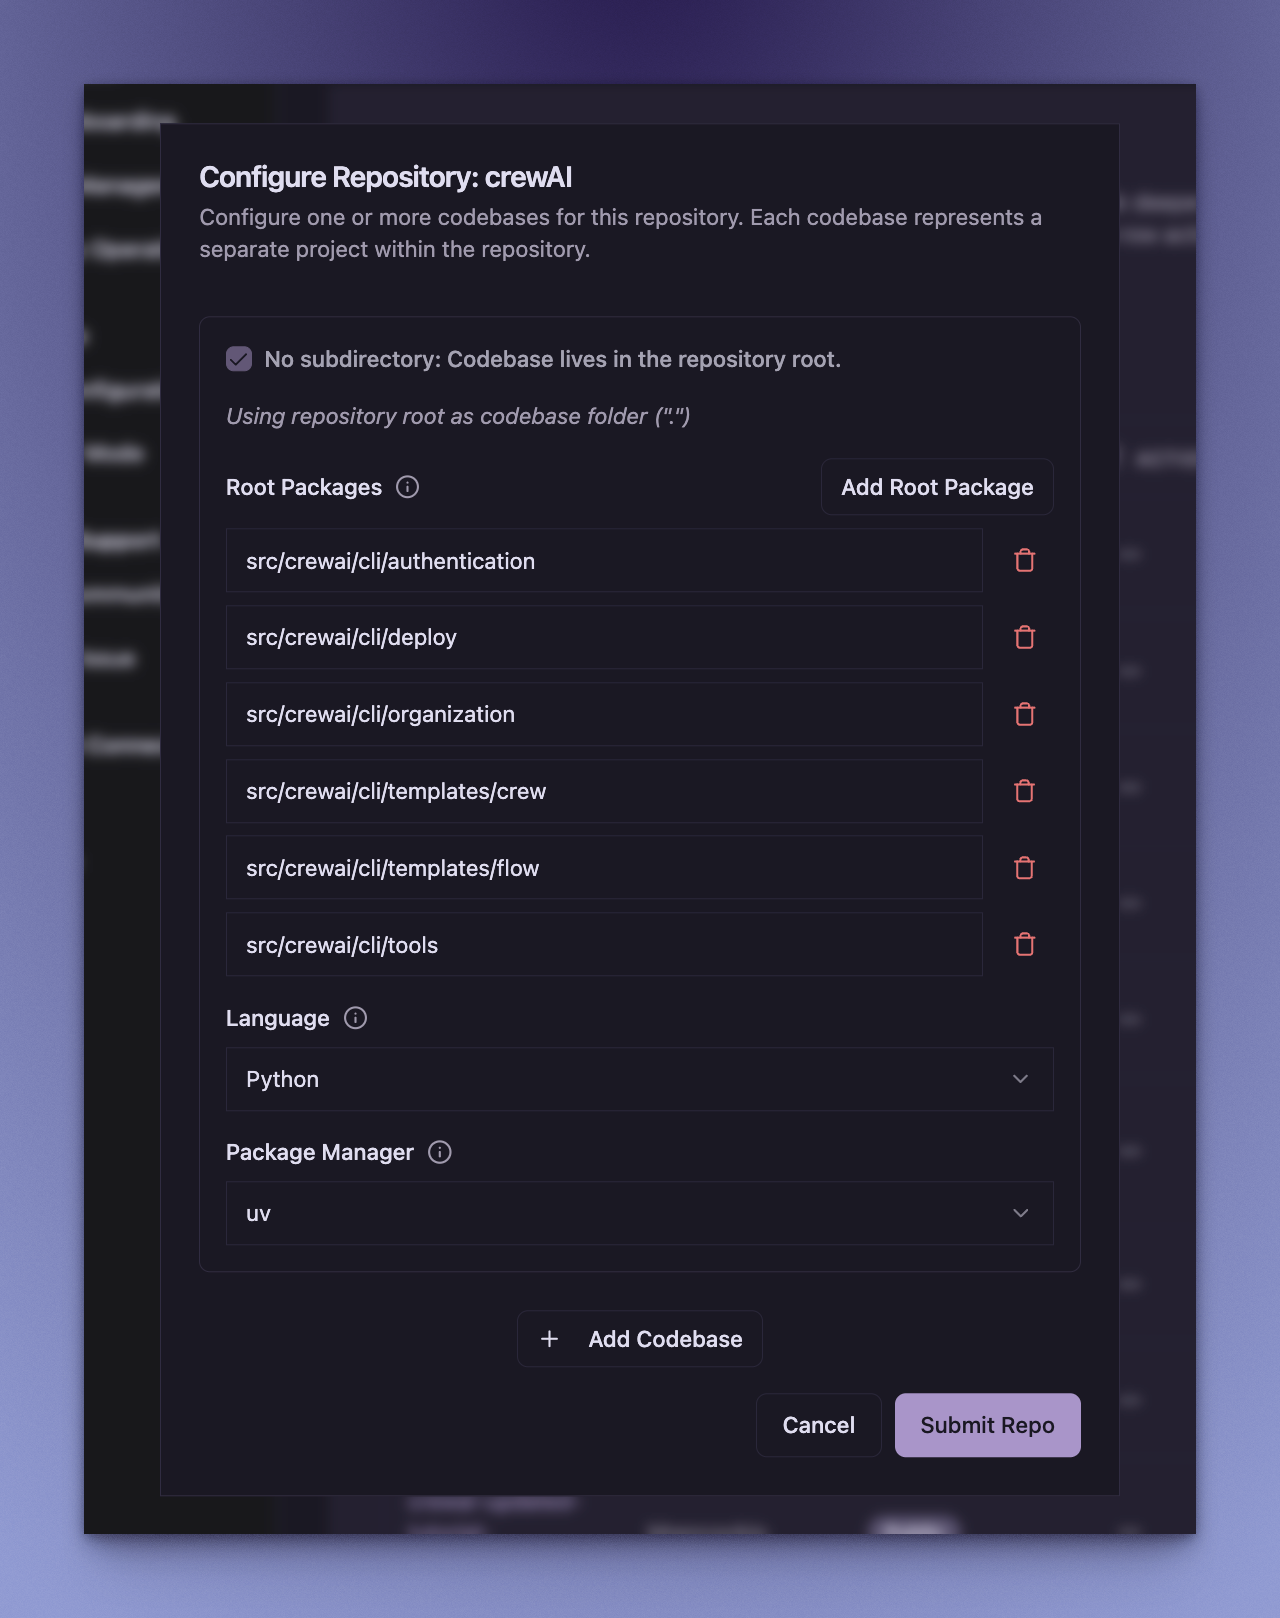 Configure Repository: crewAI
Configure one or more codebases for this repository. Each codebase represents a
separate project within the repository.
No subdirectory: Codebase lives in the repository root.
Using repository root as codebase folder (".")
Root Packages
Add Root Package
src/crewai/cli/authentication
src/crewai/cli/deploy
src/crewai/cli/organization
src/crewai/cli/templates/crew
src/crewai/cli/templates/flow
src/crewai/cli/tools
Language
Python
Package Manager
uv
+ Add Codebase
Cancel
Submit Repo